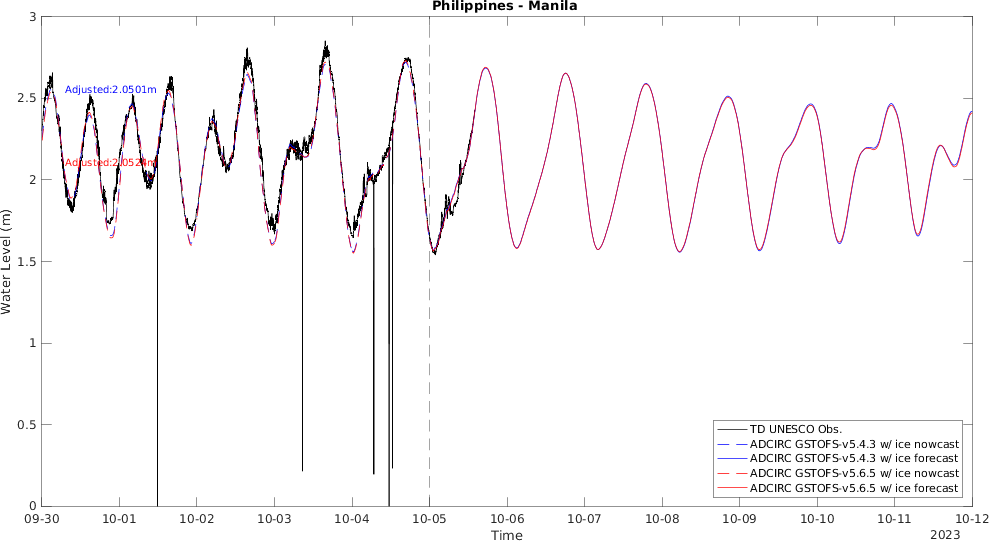 Philippines - Manila
Water Level (m)
3
2.5
2
1.5
1
0.5
0
Adjusted:2.0501m
Adjusted:2.0524m
TD UNESCO Obs.
ADCIRC GSTOFS-v5.4.3 w/ ice nowcast
ADCIRC GSTOFS-v5.4.3 w/ ice forecast
ADCIRC GSTOFS-v5.6.5 w/ ice nowcast
ADCIRC GSTOFS-v5.6.5 w/ ice forecast
09-30 10-01 10-02 10-03 10-04 10-05 10-06 10-07 10-08 10-09 10-10 10-11 10-12
Time
2023